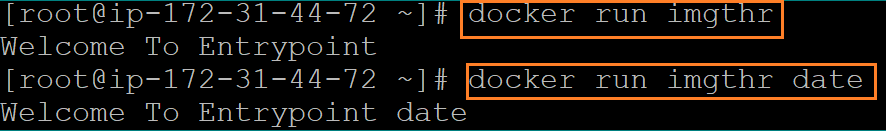 [root@ip-172-31-44-72 ~]# docker run imgthr
Welcome To Entrypoint
[root@ip-172-31-44-72 ~]# docker run imgthr date
Welcome To Entrypoint date